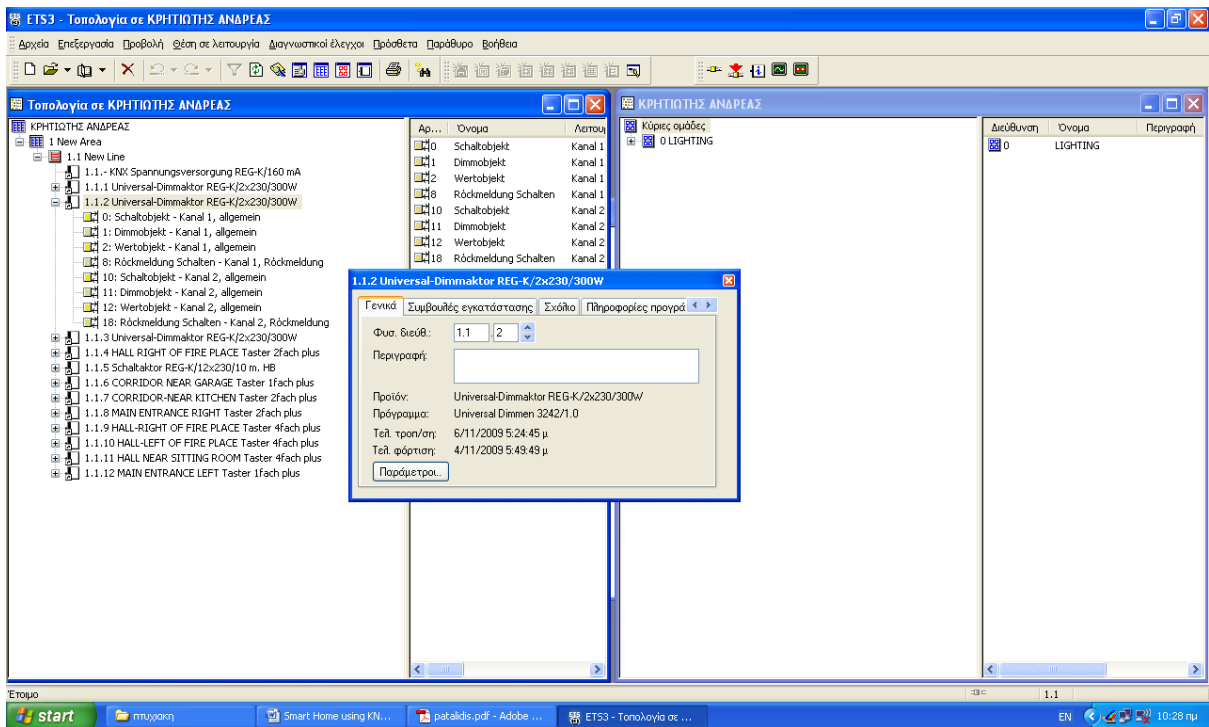 ETS3 - Τοπολογία σε ΚΡΗΤΙΩΤΗΣ ΑΝΔΡΕΑΣ
Αρχεία Επεξεργασία Προβολή Θέση σε λειτουργία Διαγνωστικοί έλεγχοι Πρόσθετα Παράθυρο Βοήθεια
Τοπολογία σε ΚΡΗΤΙΩΤΗΣ ΑΝΔΡΕΑΣ
ΚΡΗΤΙΩΤΗΣ ΑΝΔΡΕΑΣ
1 New Area
1.1 New Line
1.1.- KNX Spannungsversorgung REG-K/160 mA
1.1.1 Universal-Dimmaktor REG-K/2x230/300W
1.1.2 Universal-Dimmaktor REG-K/2x230/300W
0: Schaltobjekt - Kanal 1, allgemein
1: Dimmobjekt - Kanal 1, allgemein
2: Wertobjekt - Kanal 1, allgemein
8: Rόckmeldung Schalten - Kanal 1, Rόckmeldung
10: Schaltobjekt - Kanal 2, allgemein
11: Dimmobjekt - Kanal 2, allgemein
12: Wertobjekt - Kanal 2, allgemein
18: Rόckmeldung Schalten - Kanal 2, Rόckmeldung
1.1.3 Universal-Dimmaktor REG-K/2x230/300W
1.1.4 HALL RIGHT OF FIRE PLACE Taster 2fach plus
1.1.5 Schaltaktor REG-K/12x230/10 m. HB
1.1.6 CORRIDOR NEAR GARAGE Taster 1fach plus
1.1.7 CORRIDOR-NEAR KITCHEN Taster 2fach plus
1.1.8 MAIN ENTRANCE RIGHT Taster 2fach plus
1.1.9 HALL-RIGHT OF FIRE PLACE Taster 4fach plus
1.1.10 HALL-LEFT OF FIRE PLACE Taster 4fach plus
1.1.11 HALL NEAR SITTING ROOM Taster 4fach plus
1.1.12 MAIN ENTRANCE LEFT Taster 1fach plus
Αρ... Όνομα Λειτου
0 Schaltobjekt Kanal 1
1 Dimmobjekt Kanal 1
2 Wertobjekt Kanal 1
8 Rόckmeldung Schalten Kanal 1
10 Schaltobjekt Kanal 2
11 Dimmobjekt Kanal 2
12 Wertobjekt Kanal 2
18 Rόckmeldung Schalten Kanal 2
ΚΡΗΤΙΩΤΗΣ ΑΝΔΡΕΑΣ
Κύριες ομάδες
0 LIGHTING
Διεύθυνση Όνομα Περιγραφή
0 LIGHTING
1.1.2 Universal-Dimmaktor REG-K/2x230/300W
Γενικά Συμβουλές εγκατάστασης Σχόλιο Πληροφορίες προγρά
Φυσ. διεύθ.: 1.1 .2
Περιγραφή:
Προϊόν: Universal-Dimmaktor REG-K/2x230/300W
Πρόγραμμα: Universal Dimmen 3242/1.0
Τελ. τροπ/ση: 6/11/2009 5:24:45 μ
Τελ. φόρτιση: 4/11/2009 5:49:49 μ
Παράμετροι..
Έτοιμο 1.1
start πτυχιακη Smart Home using KN... patalidis.pdf - Adobe ... ETS3 - Τοπολογία σε ... EN 10:28 πμ